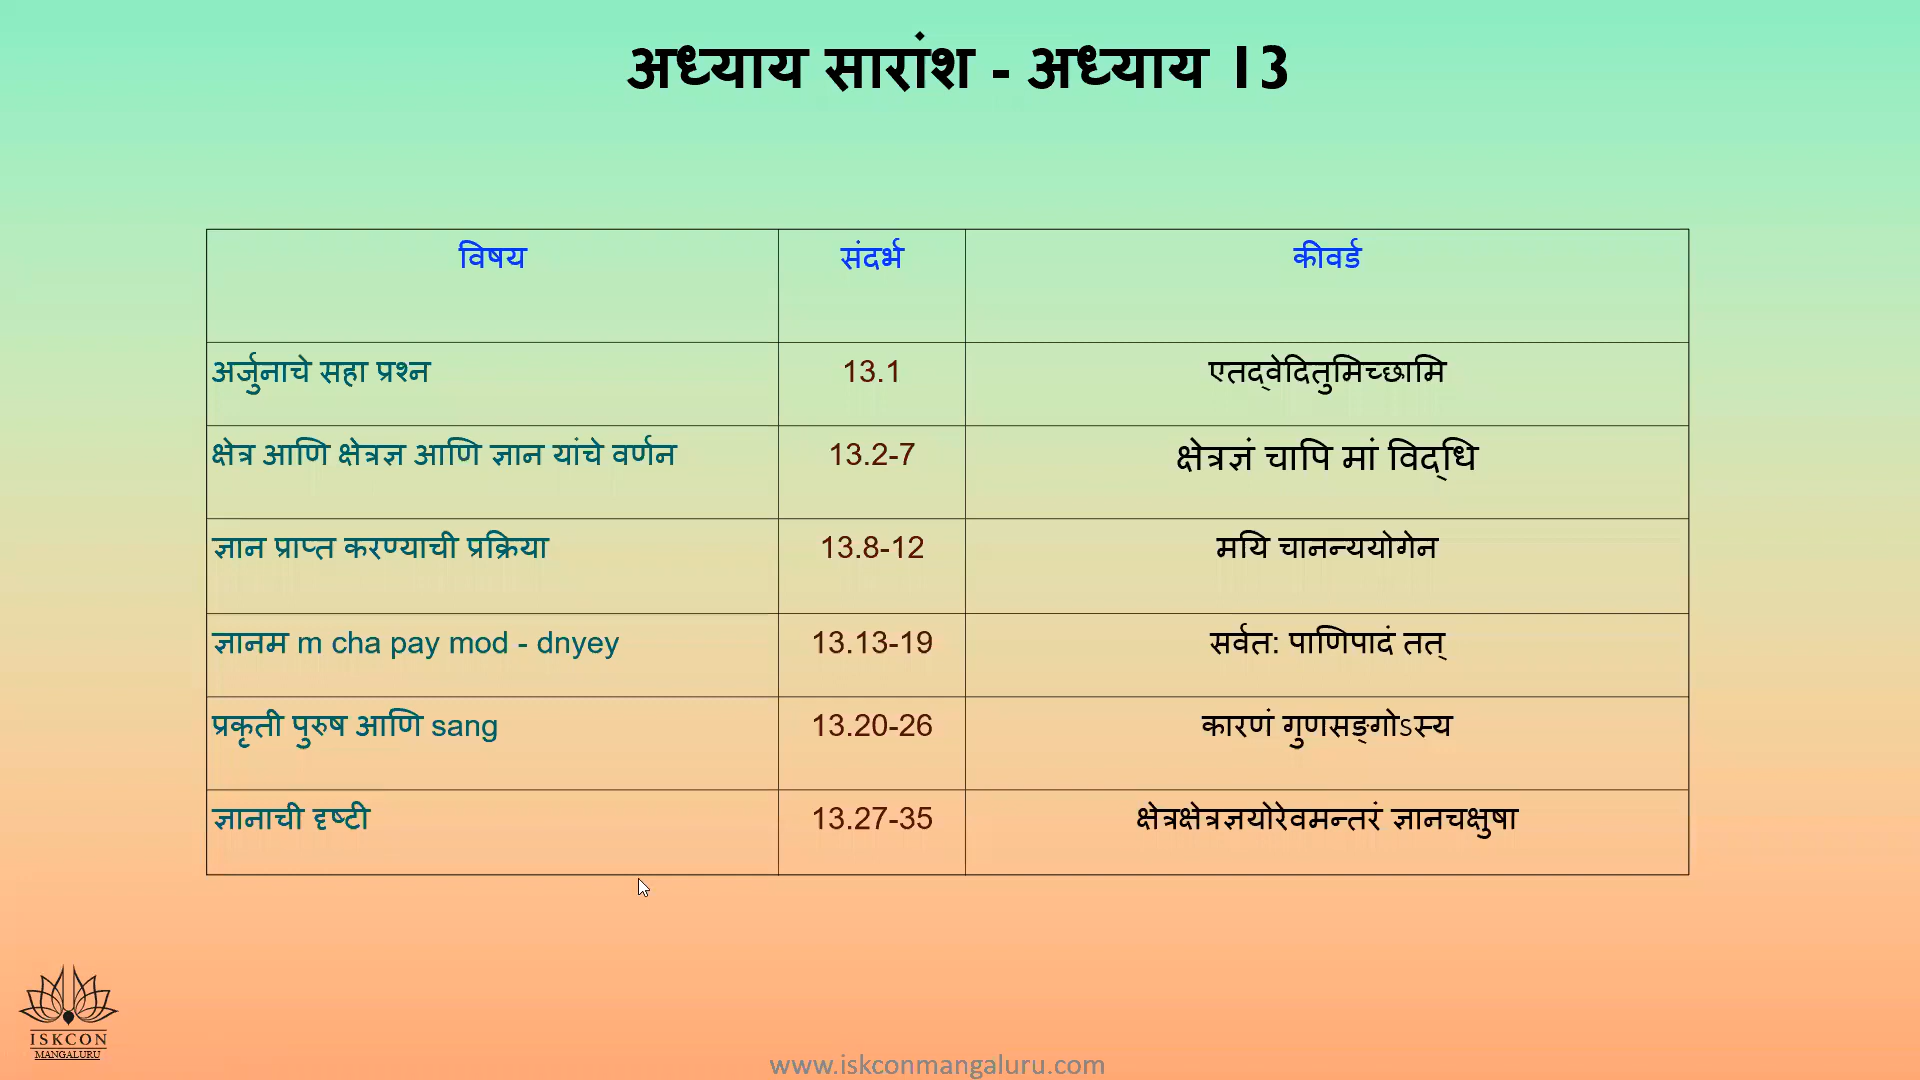 अध्याय सारांश - अध्याय 13
विषय संदर्भ कीवर्ड
अर्जुनाचे सहा प्रश्न 13.1 एतद्वेदितुमिच्छामि
क्षेत्र आणि क्षेत्रज्ञ आणि ज्ञान यांचे वर्णन 13.2-7 क्षेत्रज्ञं चापि मां विद्धि
ज्ञान प्राप्त करण्याची प्रक्रिया 13.8-12 मयि चानन्ययोगेन
ज्ञानम m cha pay mod - dnyey 13.13-19 सर्वत: पाणिपादं तत्
प्रकृती पुरुष आणि sang 13.20-26 कारणं गुणसङ्गोऽस्य
ज्ञानाची दृष्टी 13.27-35 क्षेत्रक्षेत्रज्ञयोरेवमन्तरं ज्ञानचक्षुषा
ISKCON
MANGALURU
www.iskconmangaluru.com